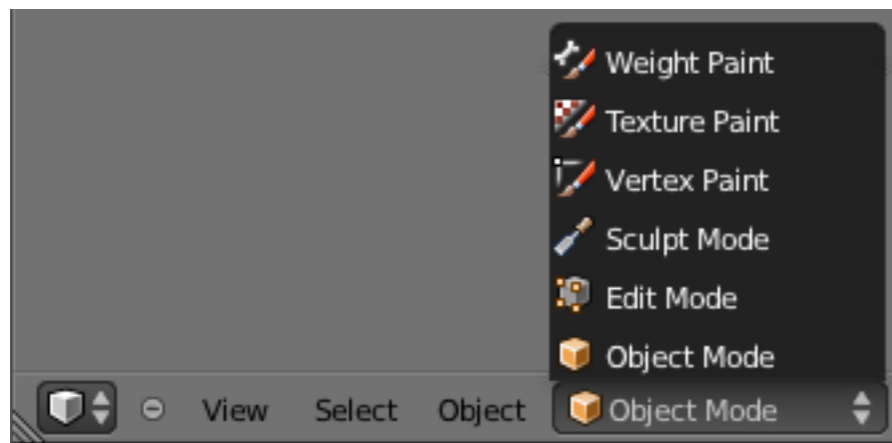 Weight Paint
Texture Paint
Vertex Paint
Sculpt Mode
Edit Mode
Object Mode
View Select Object Object Mode